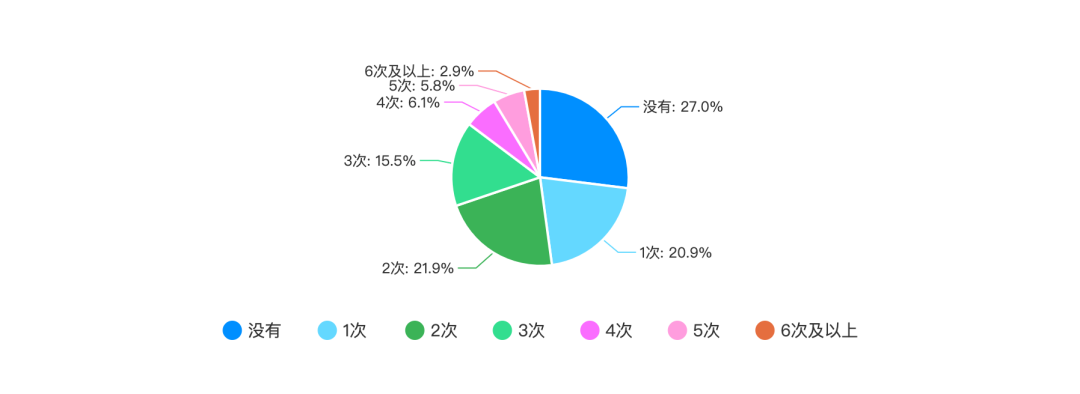 6次及以上: 2.9%
5次: 5.8%
4次: 6.1%
没有: 27.0%
3次: 15.5%
1次: 20.9%
2次: 21.9%
没有 1次 2次 3次 4次 5次 6次及以上